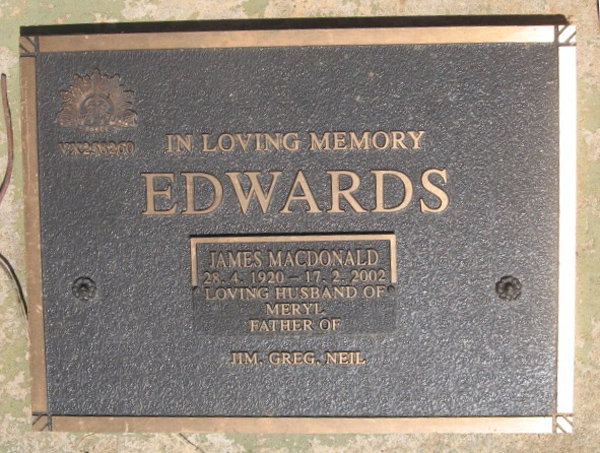 IN LOVING MEMORY
EDWARDS
JAMES MACDONALD
28. 4. 1920 – 17. 2. 2002
LOVING HUSBAND OF
MERYL
FATHER OF
JIM, GREG, NEIL